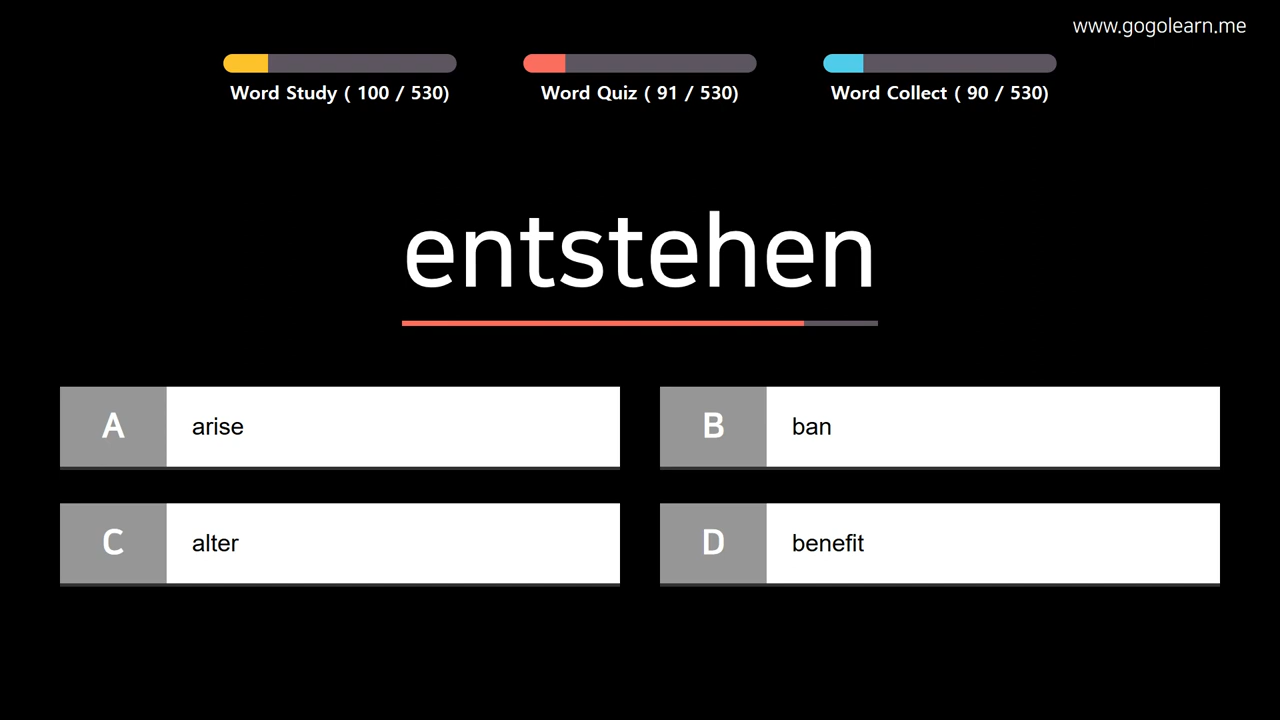 www.gogolearn.me
Word Study ( 100 / 530)
Word Quiz ( 91 / 530)
Word Collect ( 90 / 530)
entstehen
A arise
B ban
C alter
D benefit